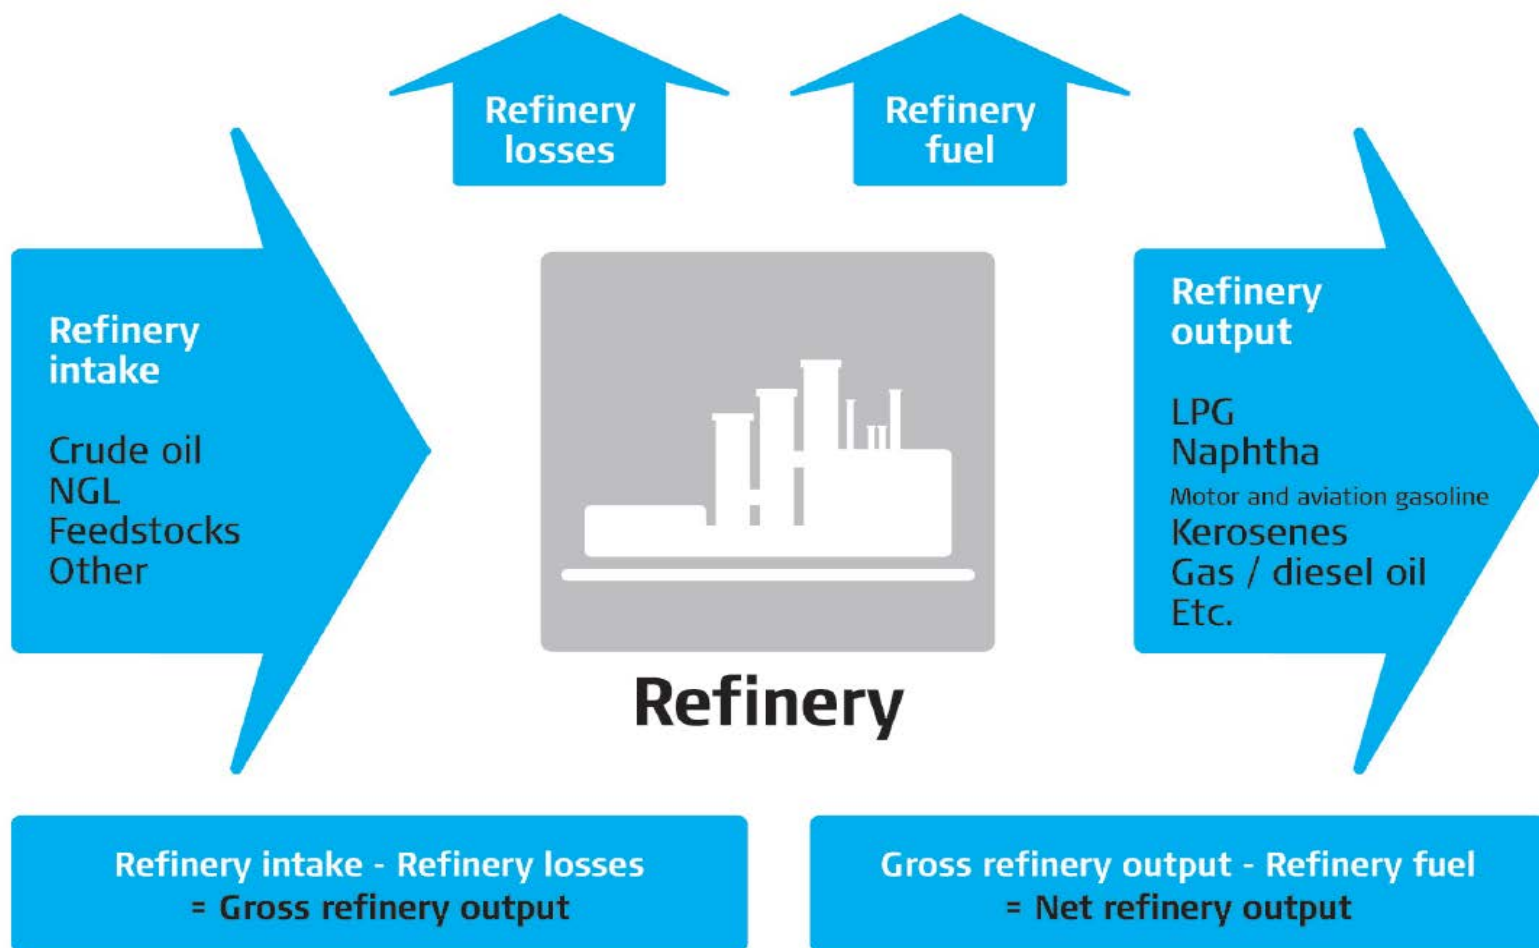 Refinery
losses
Refinery
fuel
Refinery
intake
Crude oil
NGL
Feedstocks
Other
Refinery
Refinery
output
LPG
Naphtha
Motor and aviation gasoline
Kerosenes
Gas / diesel oil
Etc.
Refinery intake - Refinery losses
= Gross refinery output
Gross refinery output - Refinery fuel
= Net refinery output